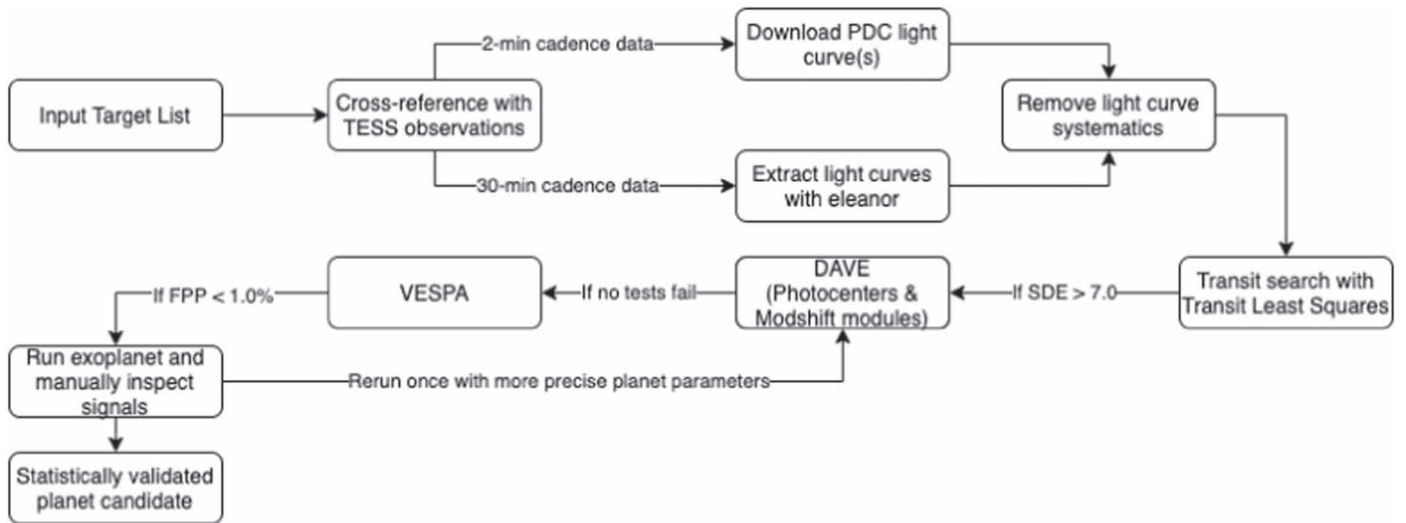 Input Target List
Cross-reference with
TESS observations
2-min cadence data
Download PDC light
curve(s)
30-min cadence data
Extract light curves
with eleanor
Remove light curve
systematics
Transit search with
Transit Least Squares
If SDE > 7.0
DAVE
(Photocenters &
Modshift modules)
If no tests fail
VESPA
If FPP < 1.0%
Run exoplanet and
manually inspect
signals
Rerun once with more precise planet parameters
Statistically validated
planet candidate